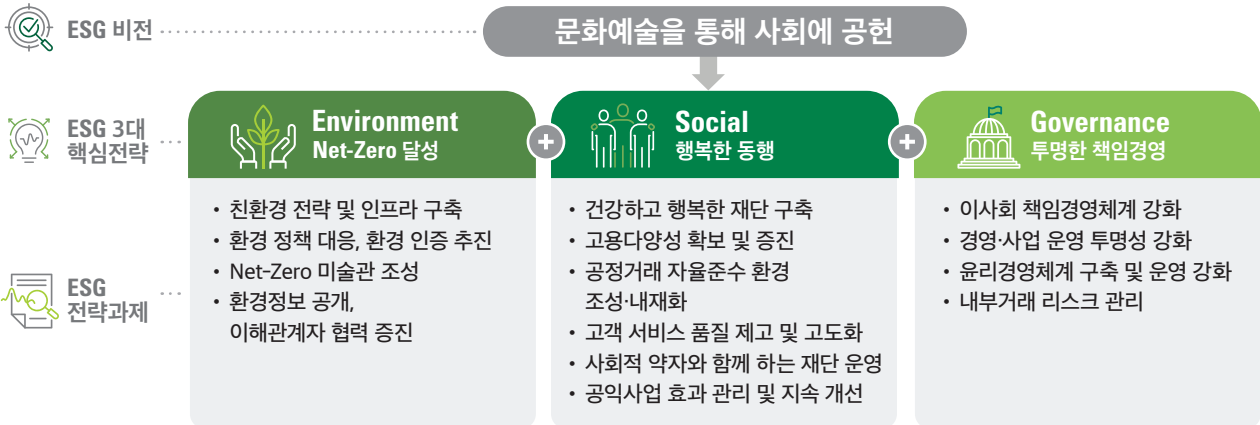 ESG 비전
문화예술을 통해 사회에 공헌
ESG 3대
핵심전략
Environment
Net-Zero 달성
Social
행복한 동행
Governance
투명한 책임경영
ESG
전략과제
• 친환경 전략 및 인프라 구축
• 환경 정책 대응, 환경 인증 추진
• Net-Zero 미술관 조성
• 환경정보 공개,
이해관계자 협력 증진
• 건강하고 행복한 재단 구축
• 고용다양성 확보 및 증진
• 공정거래 자율준수 환경
조성·내재화
• 고객 서비스 품질 제고 및 고도화
• 사회적 약자와 함께 하는 재단 운영
• 공익사업 효과 관리 및 지속 개선
• 이사회 책임경영체계 강화
• 경영·사업 운영 투명성 강화
• 윤리경영체계 구축 및 운영 강화
• 내부거래 리스크 관리